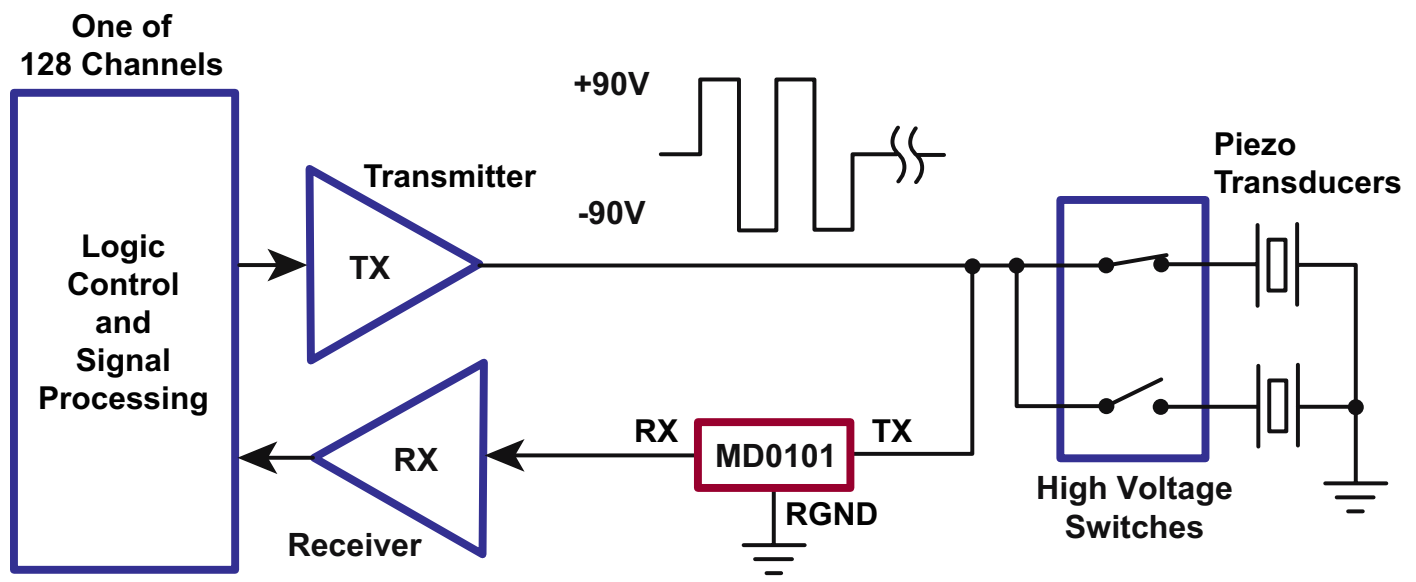 One of
128 Channels
Logic
Control
and
Signal
Processing
Transmitter
TX
+90V
-90V
Piezo
Transducers
RX
Receiver
RX
MD0101
TX
RGND
High Voltage
Switches